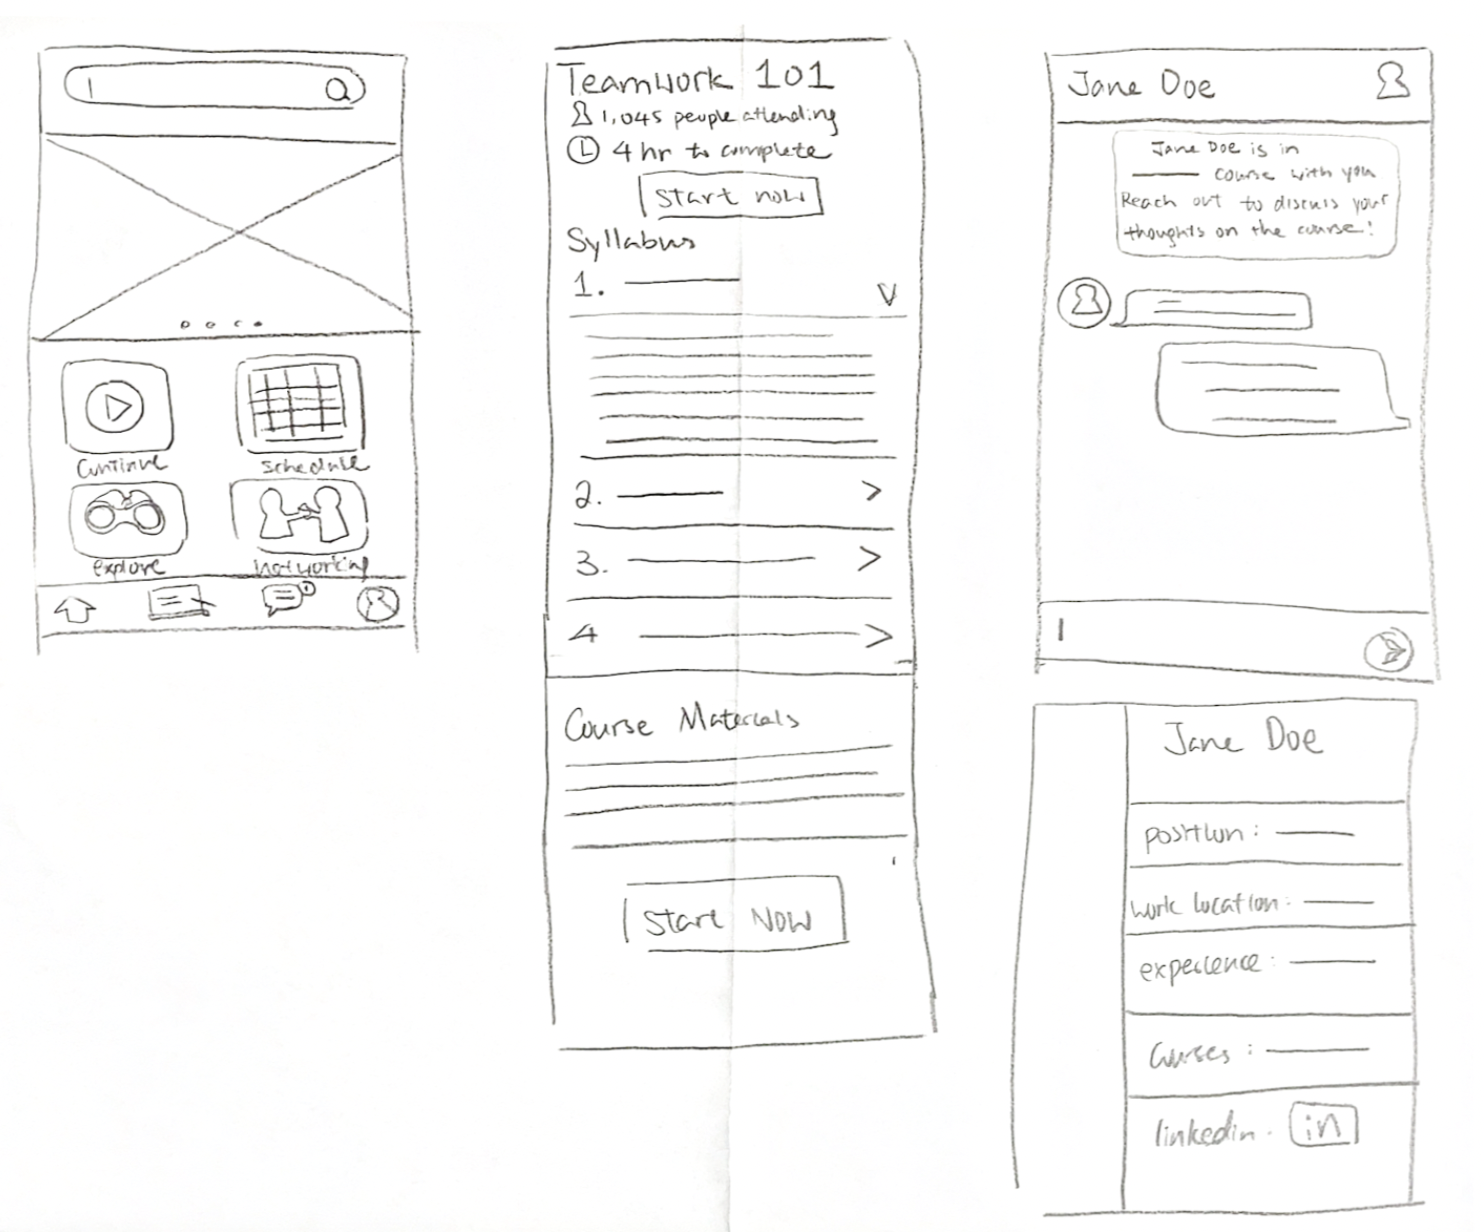 Continue
Schedule
explore
Networking
Teamwork 101
1,045 people attending
4 hr to complete
Start now
Syllabus
1.
2.
3.
4
Course Materials
Start Now
Jane Doe
Jane Doe is in
course with you
Reach out to discuss your
thoughts on the course!
Jane Doe
position:
work location:
experience:
Courses:
linkedin. in